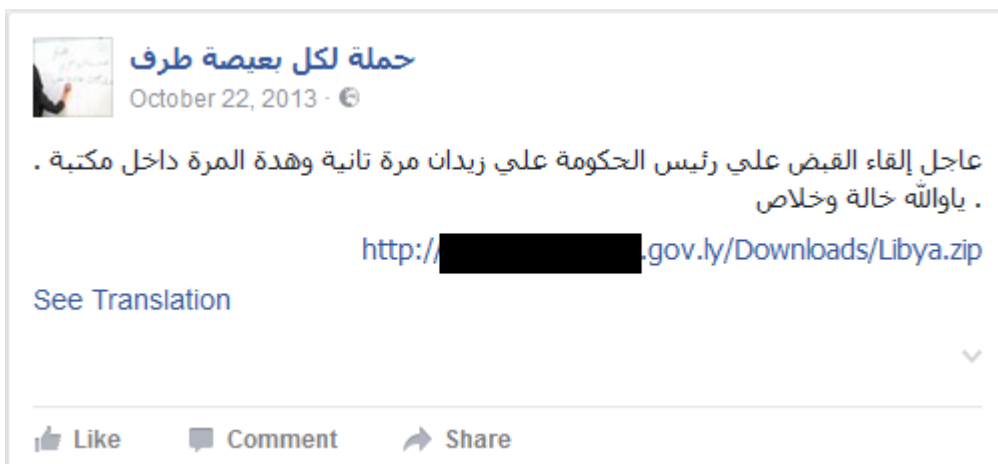 حملة لكل بعيصة طرف
October 22, 2013 ·
عاجل إلقاء القبض علي رئيس الحكومة علي زيدان مرة تانية وهدة المرة داخل مكتبة .
. ياوالله خالة وخلاص
http:// .gov.ly/Downloads/Libya.zip
See Translation
Like Comment Share